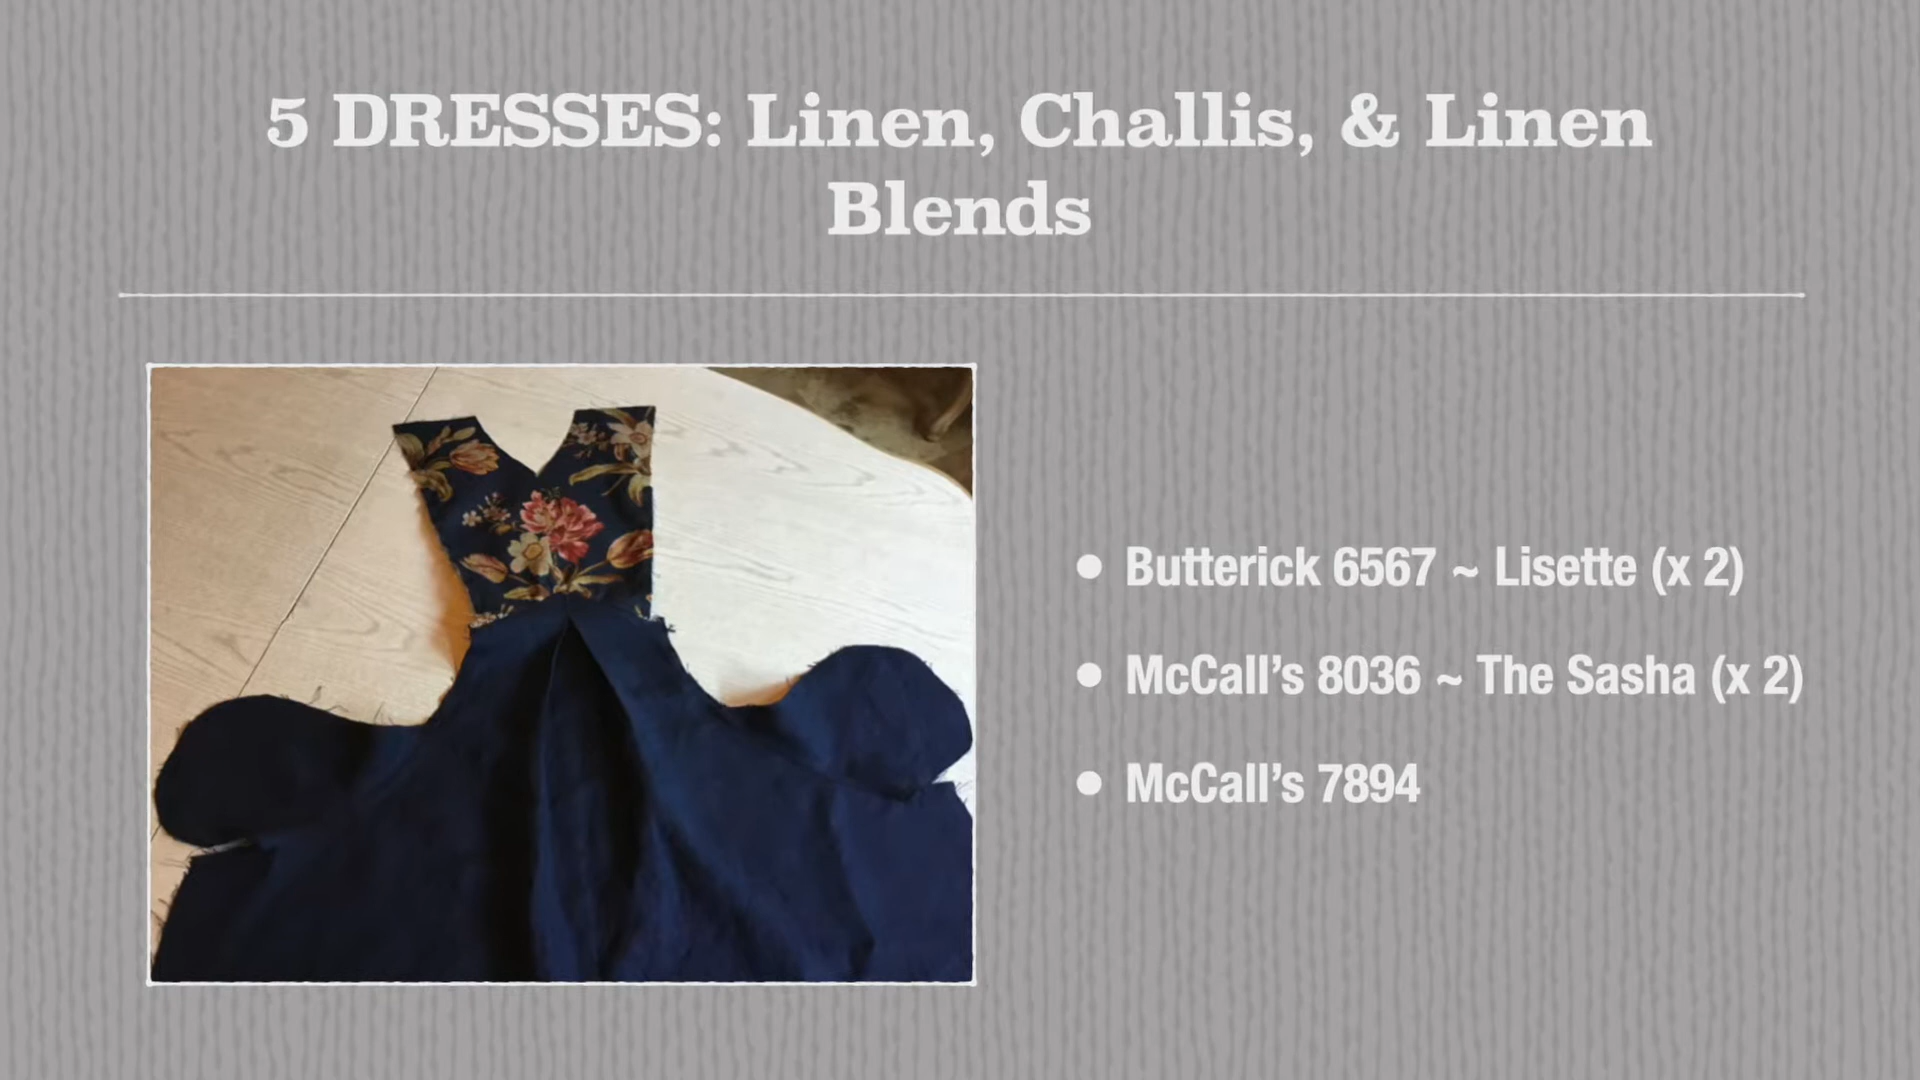 5 DRESSES: Linen, Challis, & Linen
Blends
• Butterick 6567 ~ Lisette (x 2)
• McCall’s 8036 ~ The Sasha (x 2)
• McCall’s 7894